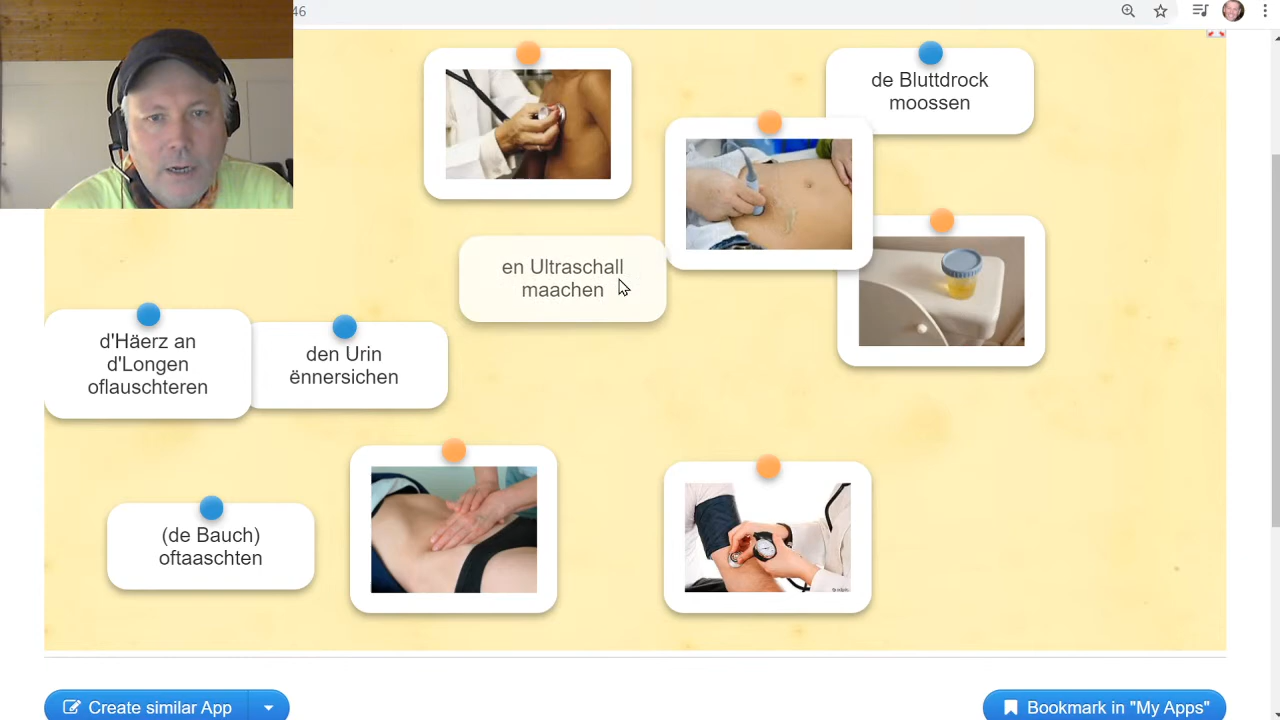 46
de Bluttdrock
moossen
en Ultraschall
maachen
d'Häerz an
d'Longen
oflauschteren
den Urin
ënnersichen
(de Bauch)
oftaaschten
Create similar App
Bookmark in "My Apps"